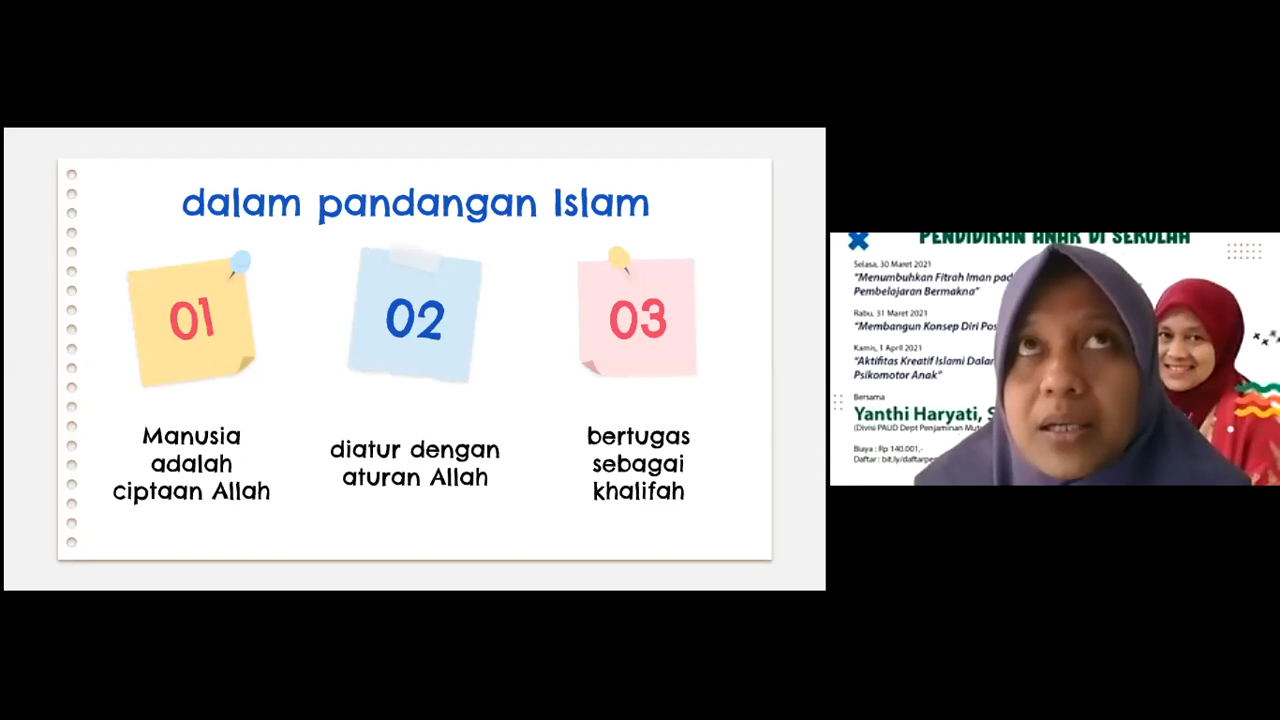 dalam pandangan Islam
01
02
03
Manusia
adalah
ciptaan Allah
diatur dengan
aturan Allah
bertugas
sebagai
khalifah
PENDIDIKAN ANAK DI SEKOLAH
Selasa, 30 Maret 2021
"Menumbuhkan Fitrah Iman pad
Pembelajaran Bermakna"
Rabu, 31 Maret 2021
"Membangun Konsep Diri Pos
Kamis, 1 April 2021
"Aktifitas Kreatif Islami Dalar
Psikomotor Anak"
Bersama
Yanthi Haryati, S
(Divisi PAUD Dept Penjaminan Mutu
Biaya : Rp 140.001,-
Daftar : bit.ly/daftarpe